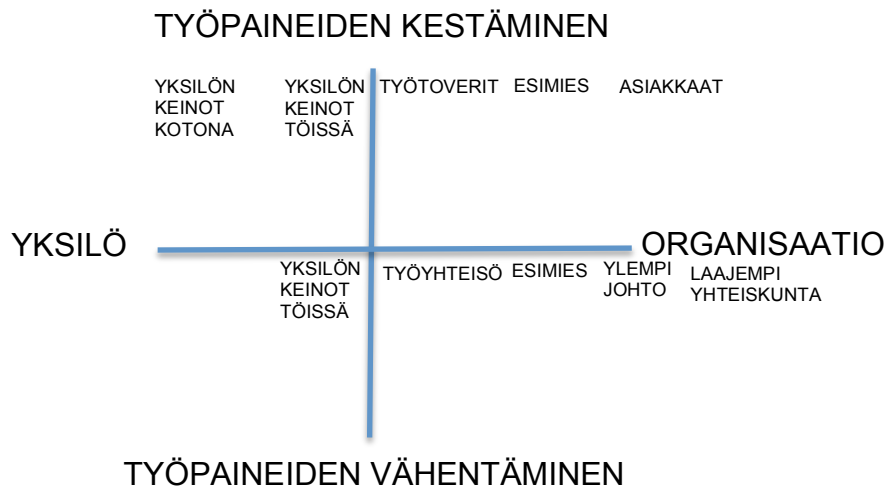 TYÖPAINEIDEN KESTÄMINEN
YKSILÖN
KEINOT
KOTONA
YKSILÖN
KEINOT
TÖISSÄ
TYÖTOVERIT
ESIMIES
ASIAKKAAT
YKSILÖ
ORGANISAATIO
YKSILÖN
KEINOT
TÖISSÄ
TYÖYHTEISÖ
ESIMIES
YLEMPI
JOHTO
LAAJEMPI
YHTEISKUNTA
TYÖPAINEIDEN VÄHENTÄMINEN